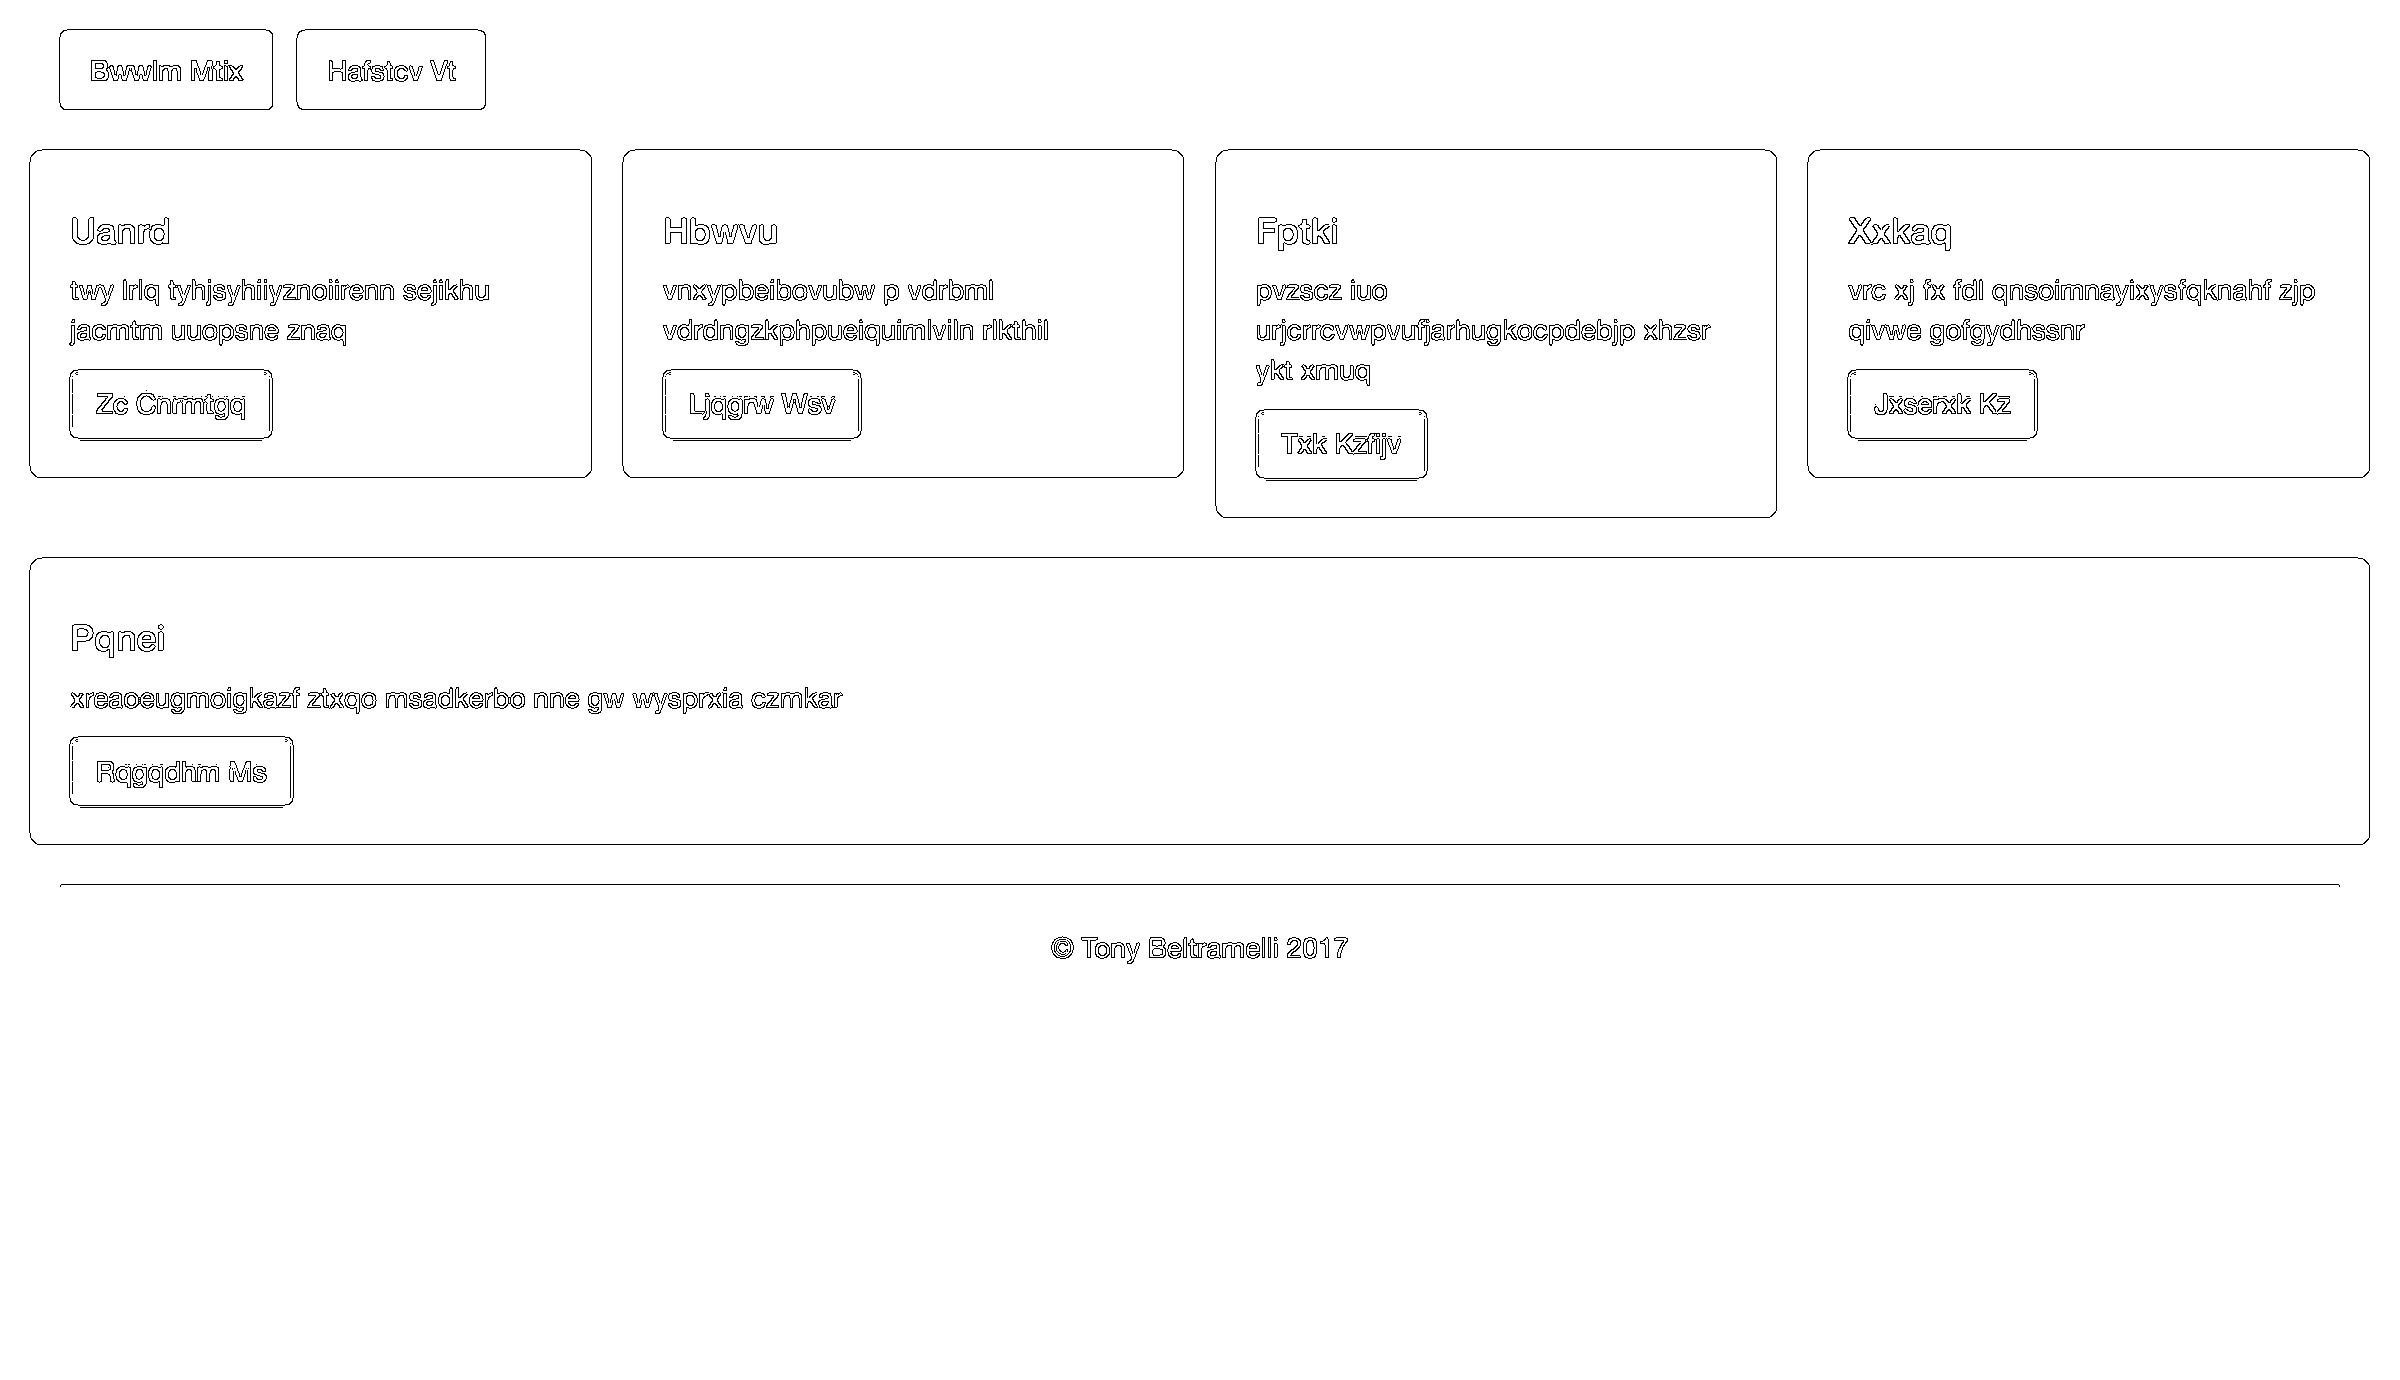 Bwwlm Mtix
Hafstcv Vt
Uanrd
twy lrlq tyhjsyhiiyznoiirenn sejikhu
jacmtm uuopsne znaq
Zc Cnrmtgq
Hbwvu
vnxypbeibovubw p vdrbml
vdrdngzkphpueiquimlviln rlkthil
Ljqgrw Wsv
Fptki
pvzscz iuo
urjcrrcvwpvufjarhugkocpdebjp xhzsr
ykt xmuq
Txk Kzfijv
Xxkaq
vrc xj fx fdl qnsoimnayixysfqknahf zjp
qivwe gofgydhssnr
Jxserxk Kz
Pqnei
xreaoeugmoigkazf ztxqo msadkerbo nne gw wysprxia czmkar
Rqgqdhm Ms
© Tony Beltramelli 2017